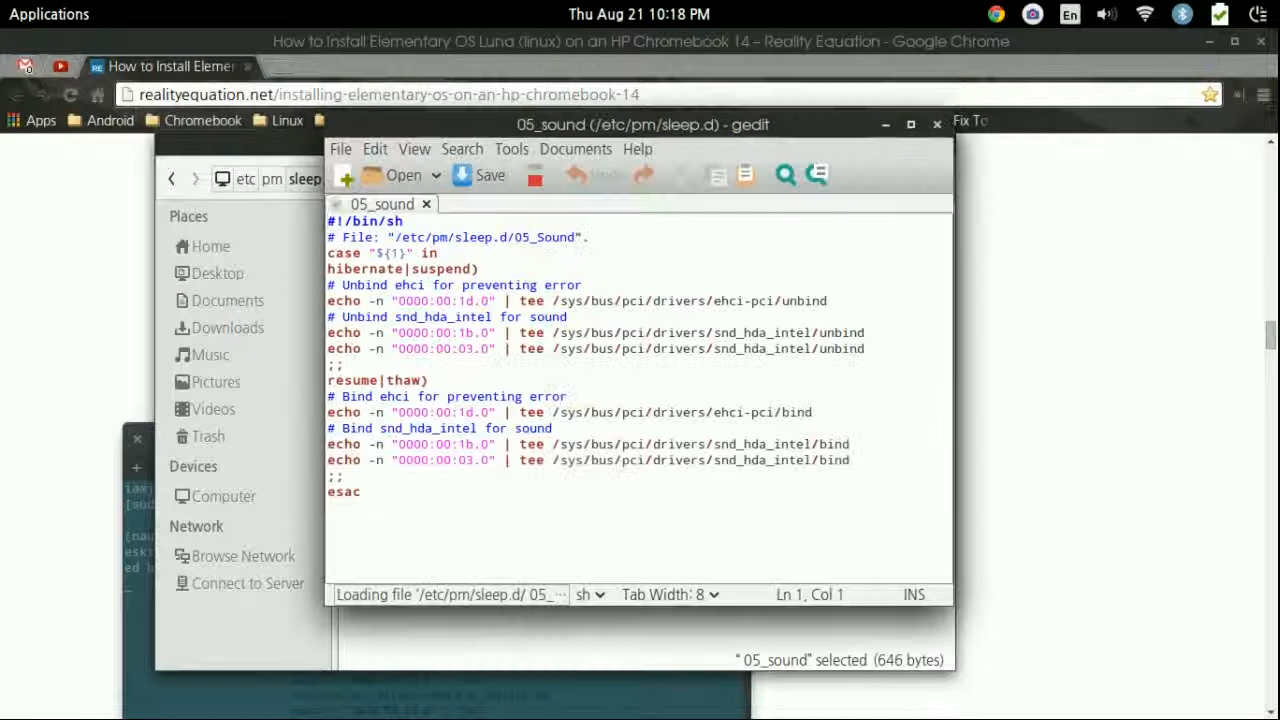 Applications
Thu Aug 21 10:18 PM
En
How to Install Elementary OS Luna (linux) on an HP Chromebook 14 – Reality Equation - Google Chrome
RE How to Install Elemen
realityequation.net/installing-elementary-os-on-an-hp-chromebook-14
Apps Android Chromebook Linux Fix To
05_sound (/etc/pm/sleep.d) - gedit
File Edit View Search Tools Documents Help
Open Save Undo
etc pm sleep
05_sound
Places
Home
Desktop
Documents
Downloads
Music
Pictures
Videos
Trash
Devices
Computer
Network
Browse Network
Connect to Server
#!/bin/sh
# File: "/etc/pm/sleep.d/05_Sound".
case "${1}" in
hibernate|suspend)
# Unbind ehci for preventing error
echo -n "0000:00:1d.0" | tee /sys/bus/pci/drivers/ehci-pci/unbind
# Unbind snd_hda_intel for sound
echo -n "0000:00:1b.0" | tee /sys/bus/pci/drivers/snd_hda_intel/unbind
echo -n "0000:00:03.0" | tee /sys/bus/pci/drivers/snd_hda_intel/unbind
;;
resume|thaw)
# Bind ehci for preventing error
echo -n "0000:00:1d.0" | tee /sys/bus/pci/drivers/ehci-pci/bind
# Bind snd_hda_intel for sound
echo -n "0000:00:1b.0" | tee /sys/bus/pci/drivers/snd_hda_intel/bind
echo -n "0000:00:03.0" | tee /sys/bus/pci/drivers/snd_hda_intel/bind
;;
esac
Loading file '/etc/pm/sleep.d/ 05_… sh Tab Width: 8 Ln 1, Col 1 INS
“ 05_sound” selected (646 bytes)